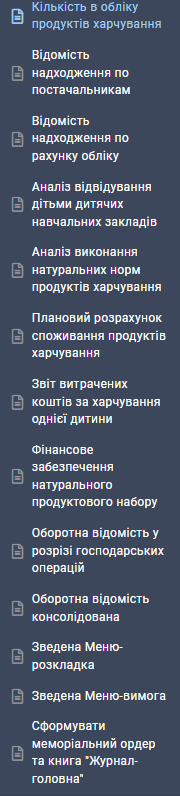 Кількість в обліку
продуктів харчування
Відомість
надходження по
постачальникам
Відомість
надходження по
рахунку обліку
Аналіз відвідування
дітьми дитячих
навчальних закладів
Аналіз виконання
натуральних норм
продуктів харчування
Плановий розрахунок
споживання продуктів
харчування
Звіт витрачених
коштів за харчування
однієї дитини
Фінансове
забезпечення
натурального
продуктового набору
Оборотна відомість у
розрізі господарських
операцій
Оборотна відомість
консолідована
Зведена Меню-
розкладка
Зведена Меню-вимога
Сформувати
меморіальний ордер
та книга "Журнал-
головна"